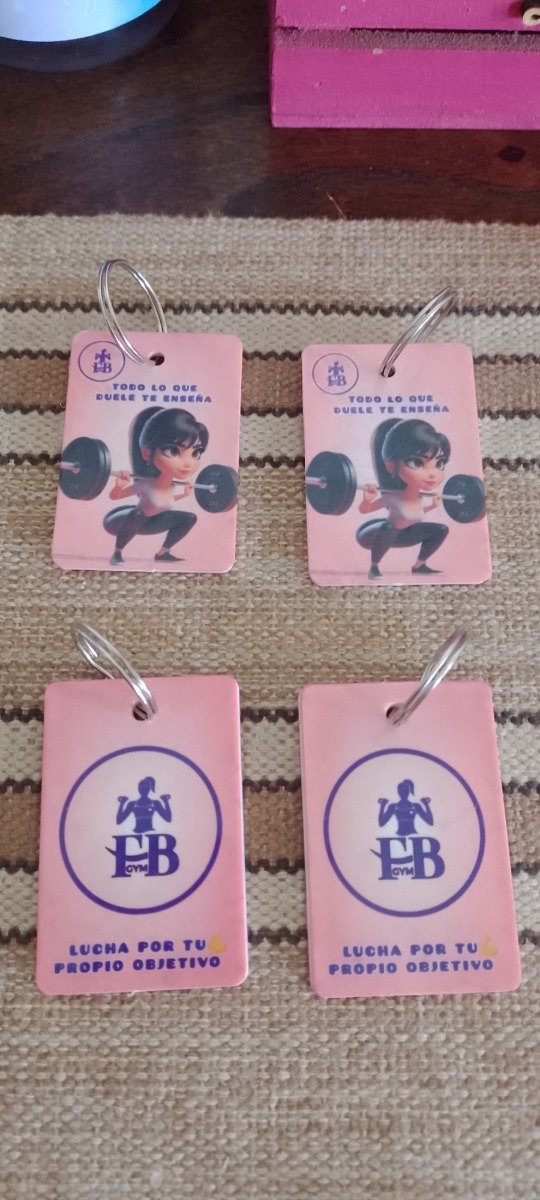 FB
TODO LO QUE
DUELE TE ENSEÑA
FB
TODO LO QUE
DUELE TE ENSEÑA
FB
GYM
LUCHA POR TU💪
PROPIO OBJETIVO
FB
GYM
LUCHA POR TU💪
PROPIO OBJETIVO